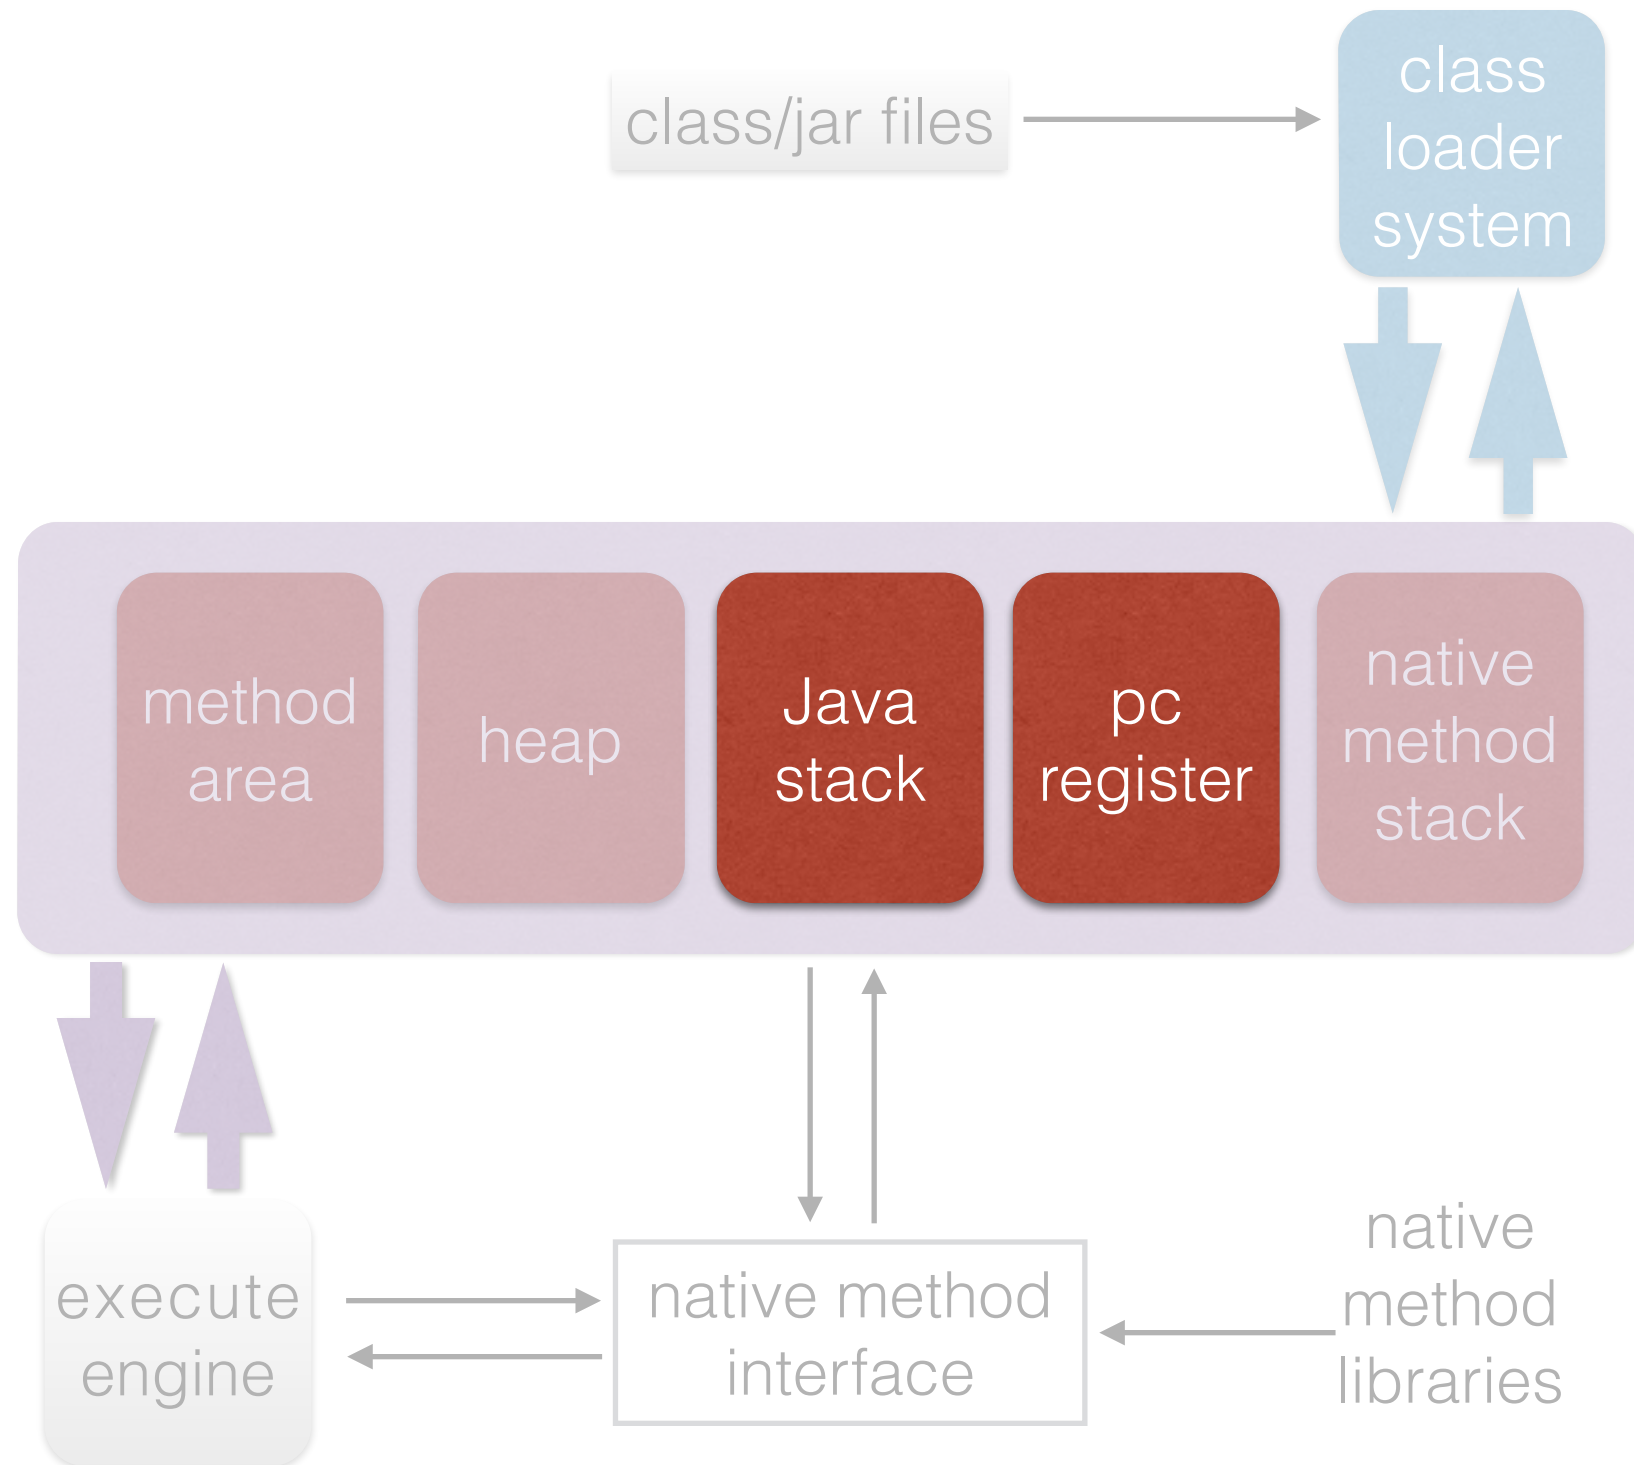 class/jar files
class
loader
system
method
area
heap
Java
stack
pc
register
native
method
stack
execute
engine
native method
interface
native
method
libraries